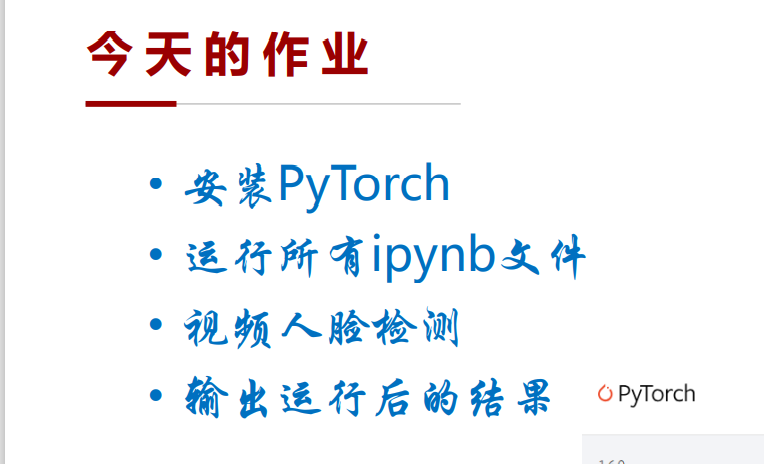 今天的作业
• 安装PyTorch
• 运行所有ipynb文件
• 视频人脸检测
• 输出运行后的结果
PyTorch